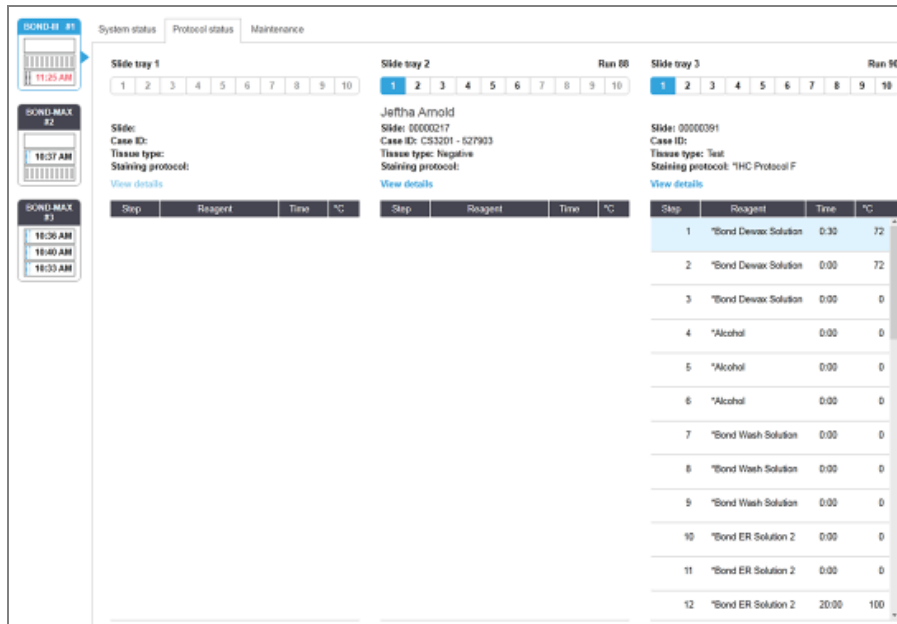 BOND-III #1
11:25 AM
BOND-MAX #2
10:37 AM
BOND-MAX #3
10:36 AM
10:40 AM
10:33 AM
System status Protocol status Maintenance
Slide tray 1
1 2 3 4 5 6 7 8 9 10
Slide:
Case ID:
Tissue type:
Staining protocol:
View details
Step Reagent Time °C
Slide tray 2 Run 88
1 2 3 4 5 6 7 8 9 10
Jeftha Arnold
Slide: 00000217
Case ID: CS3201 - 527903
Tissue type: Negative
Staining protocol:
View details
Step Reagent Time °C
Slide tray 3 Run 90
1 2 3 4 5 6 7 8 9 10
Slide: 00000391
Case ID:
Tissue type: Test
Staining protocol: *IHC Protocol F
View details
Step Reagent Time °C
1 *Bond Dewax Solution 0:30 72
2 *Bond Dewax Solution 0:00 72
3 *Bond Dewax Solution 0:00 0
4 *Alcohol 0:00 0
5 *Alcohol 0:00 0
6 *Alcohol 0:00 0
7 *Bond Wash Solution 0:00 0
8 *Bond Wash Solution 0:00 0
9 *Bond Wash Solution 0:00 0
10 *Bond ER Solution 2 0:00 0
11 *Bond ER Solution 2 0:00 0
12 *Bond ER Solution 2 20:00 100